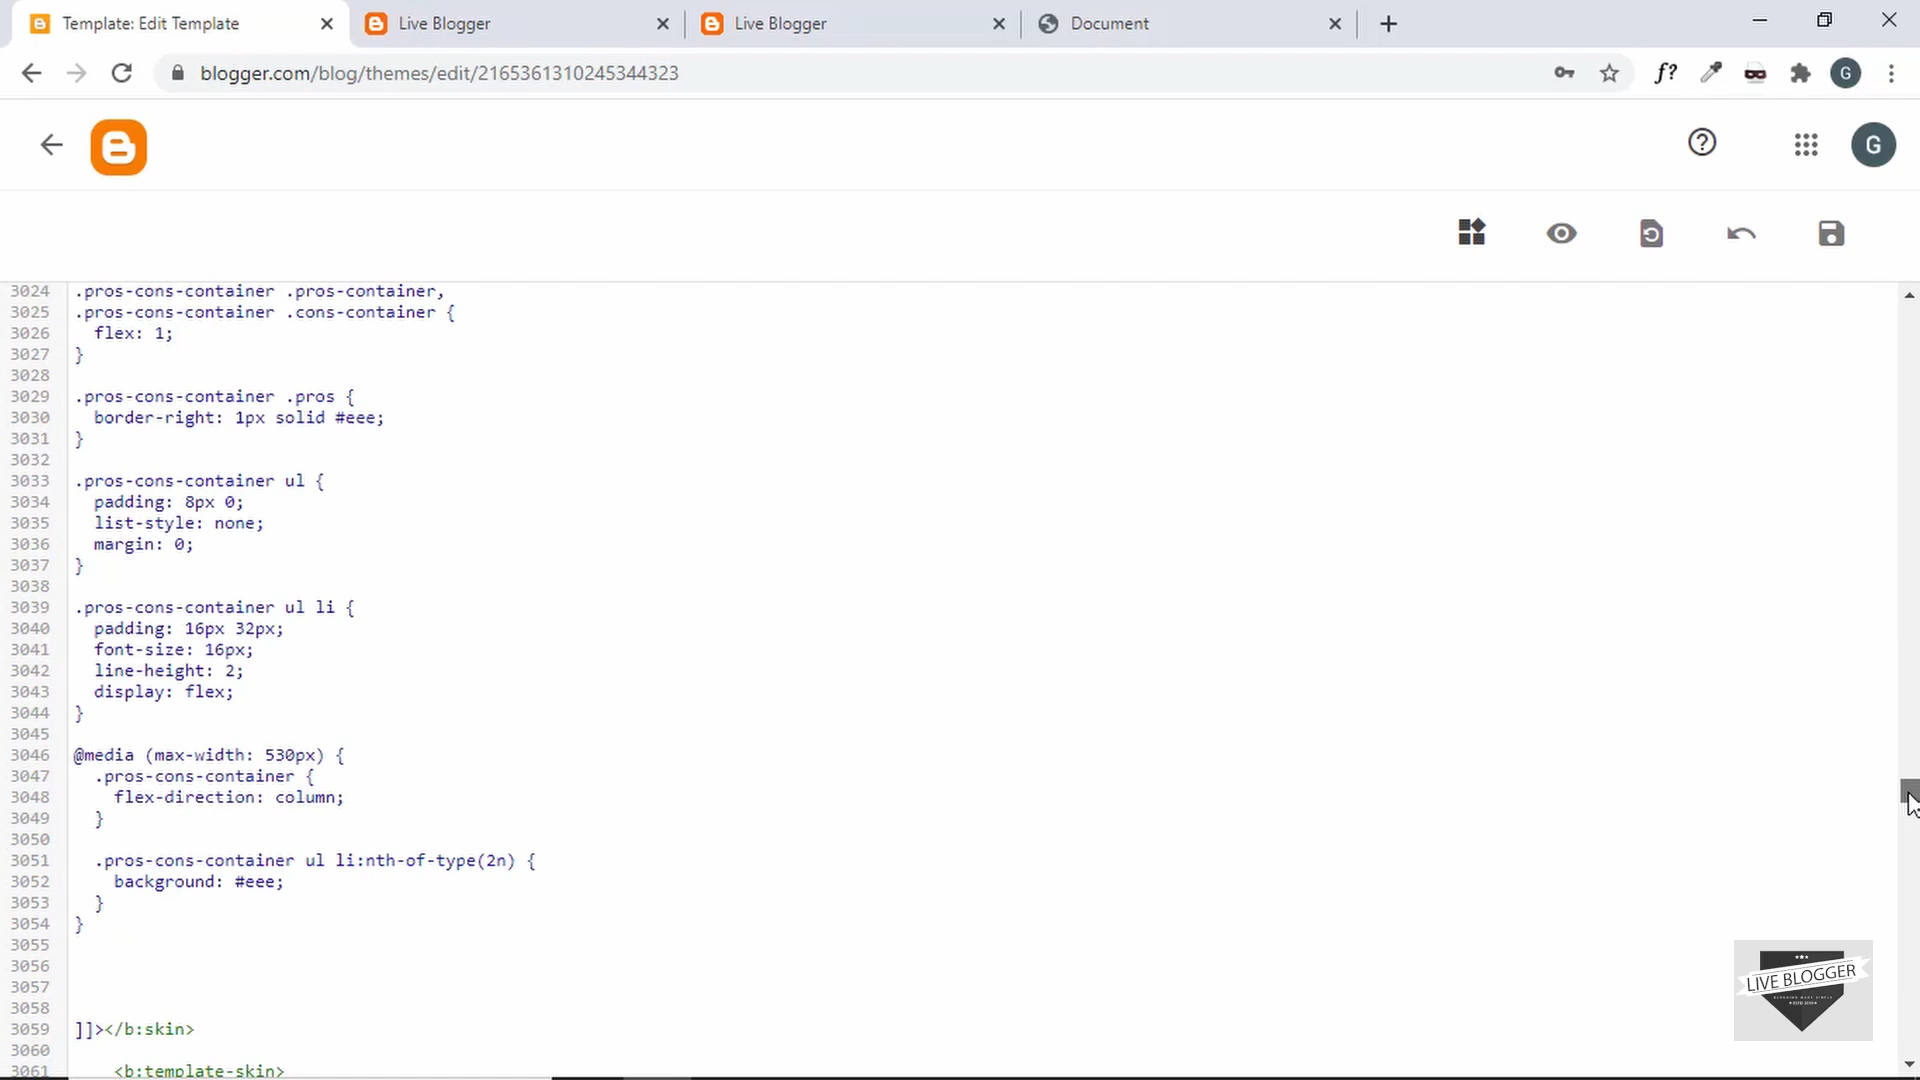 Template: Edit Template
Live Blogger
Live Blogger
Document
blogger.com/blog/themes/edit/2165361310245344323
f?
G
G
3024 .pros-cons-container .pros-container,
3025 .pros-cons-container .cons-container {
3026 flex: 1;
3027 }
3028
3029 .pros-cons-container .pros {
3030 border-right: 1px solid #eee;
3031 }
3032
3033 .pros-cons-container ul {
3034 padding: 8px 0;
3035 list-style: none;
3036 margin: 0;
3037 }
3038
3039 .pros-cons-container ul li {
3040 padding: 16px 32px;
3041 font-size: 16px;
3042 line-height: 2;
3043 display: flex;
3044 }
3045
3046 @media (max-width: 530px) {
3047 .pros-cons-container {
3048 flex-direction: column;
3049 }
3050
3051 .pros-cons-container ul li:nth-of-type(2n) {
3052 background: #eee;
3053 }
3054 }
3055
3056
3057
3058
3059 ]]></b:skin>
3060
3061 <b:template-skin>
LIVE BLOGGER